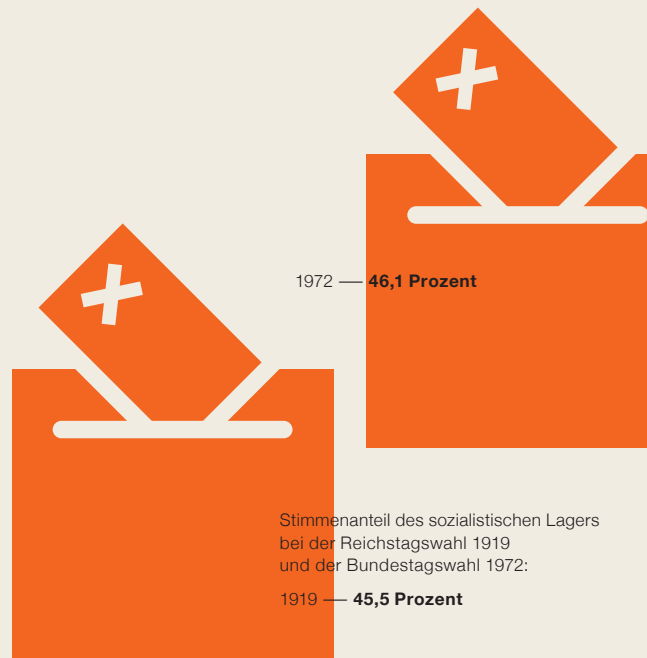 1972 — 46,1 Prozent
Stimmenanteil des sozialistischen Lagers
bei der Reichstagswahl 1919
und der Bundestagswahl 1972:
1919 — 45,5 Prozent